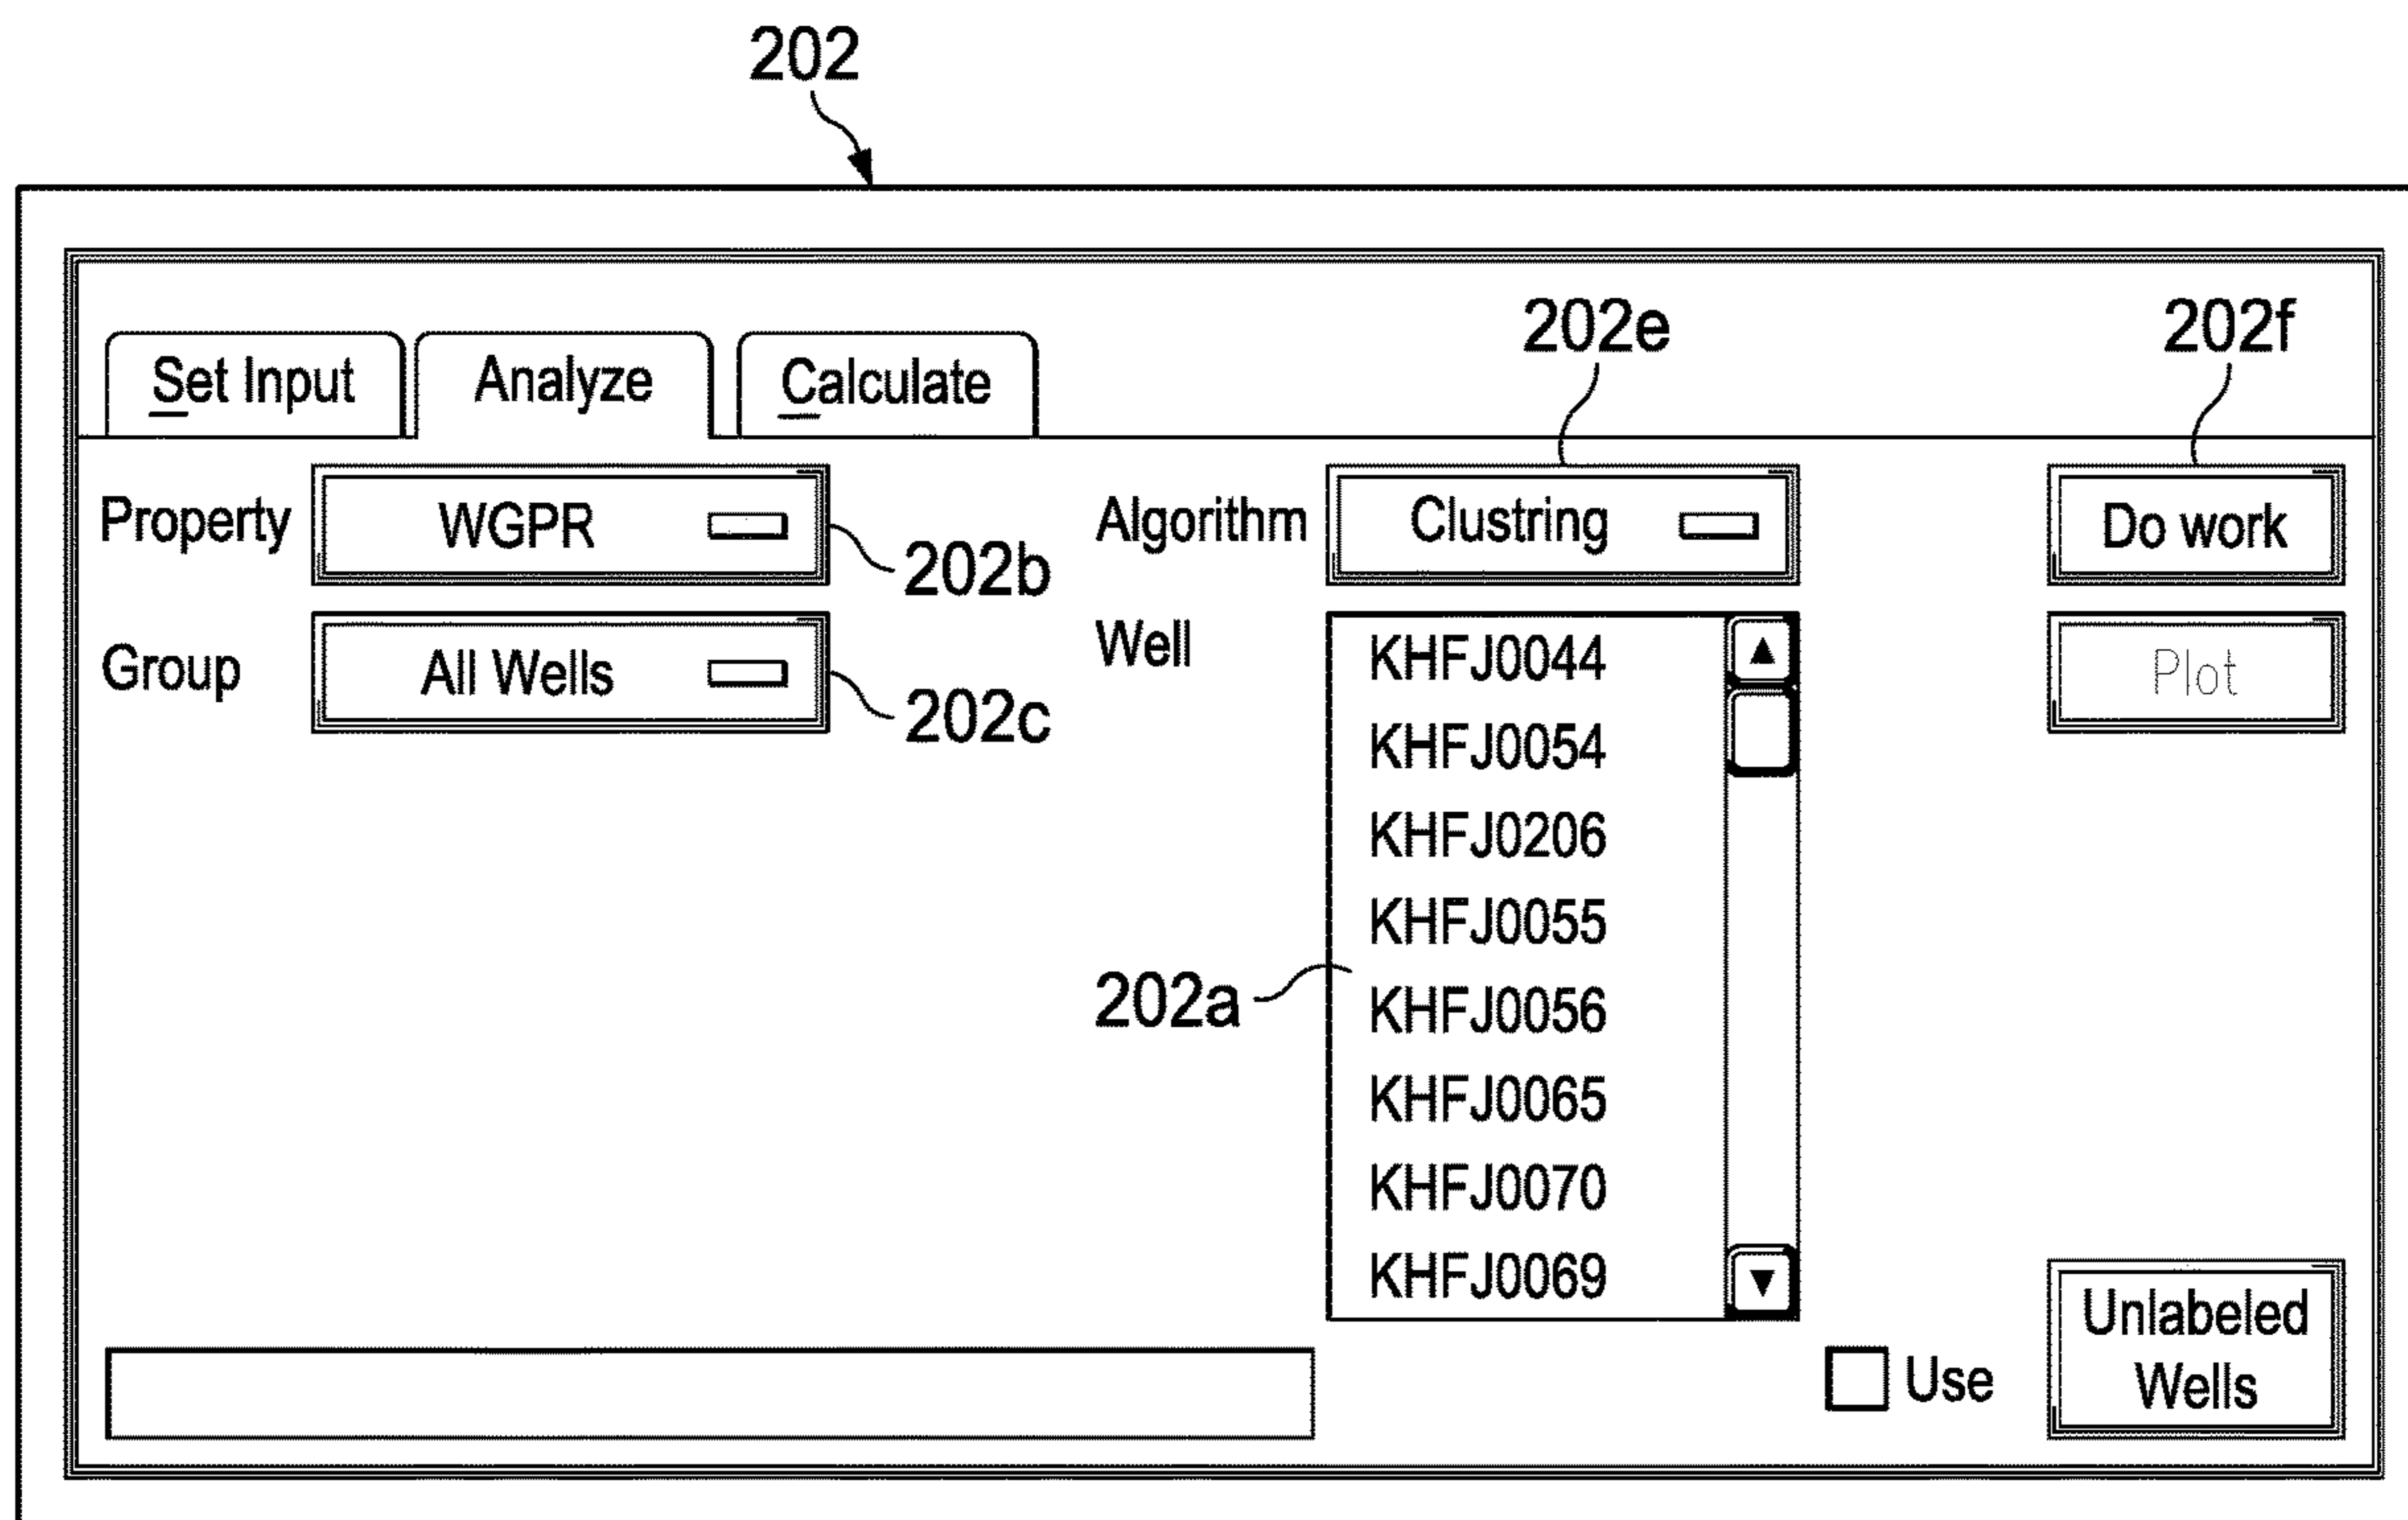 202
202e
202f
Set Input
Analyze
Calculate
Property
WGPR
202b
Algorithm
Clustring
Do work
Group
All Wells
202c
Well
KHFJ0044
KHFJ0054
KHFJ0206
KHFJ0055
KHFJ0056
KHFJ0065
KHFJ0070
KHFJ0069
202a
Plot
Use
Unlabeled
Wells